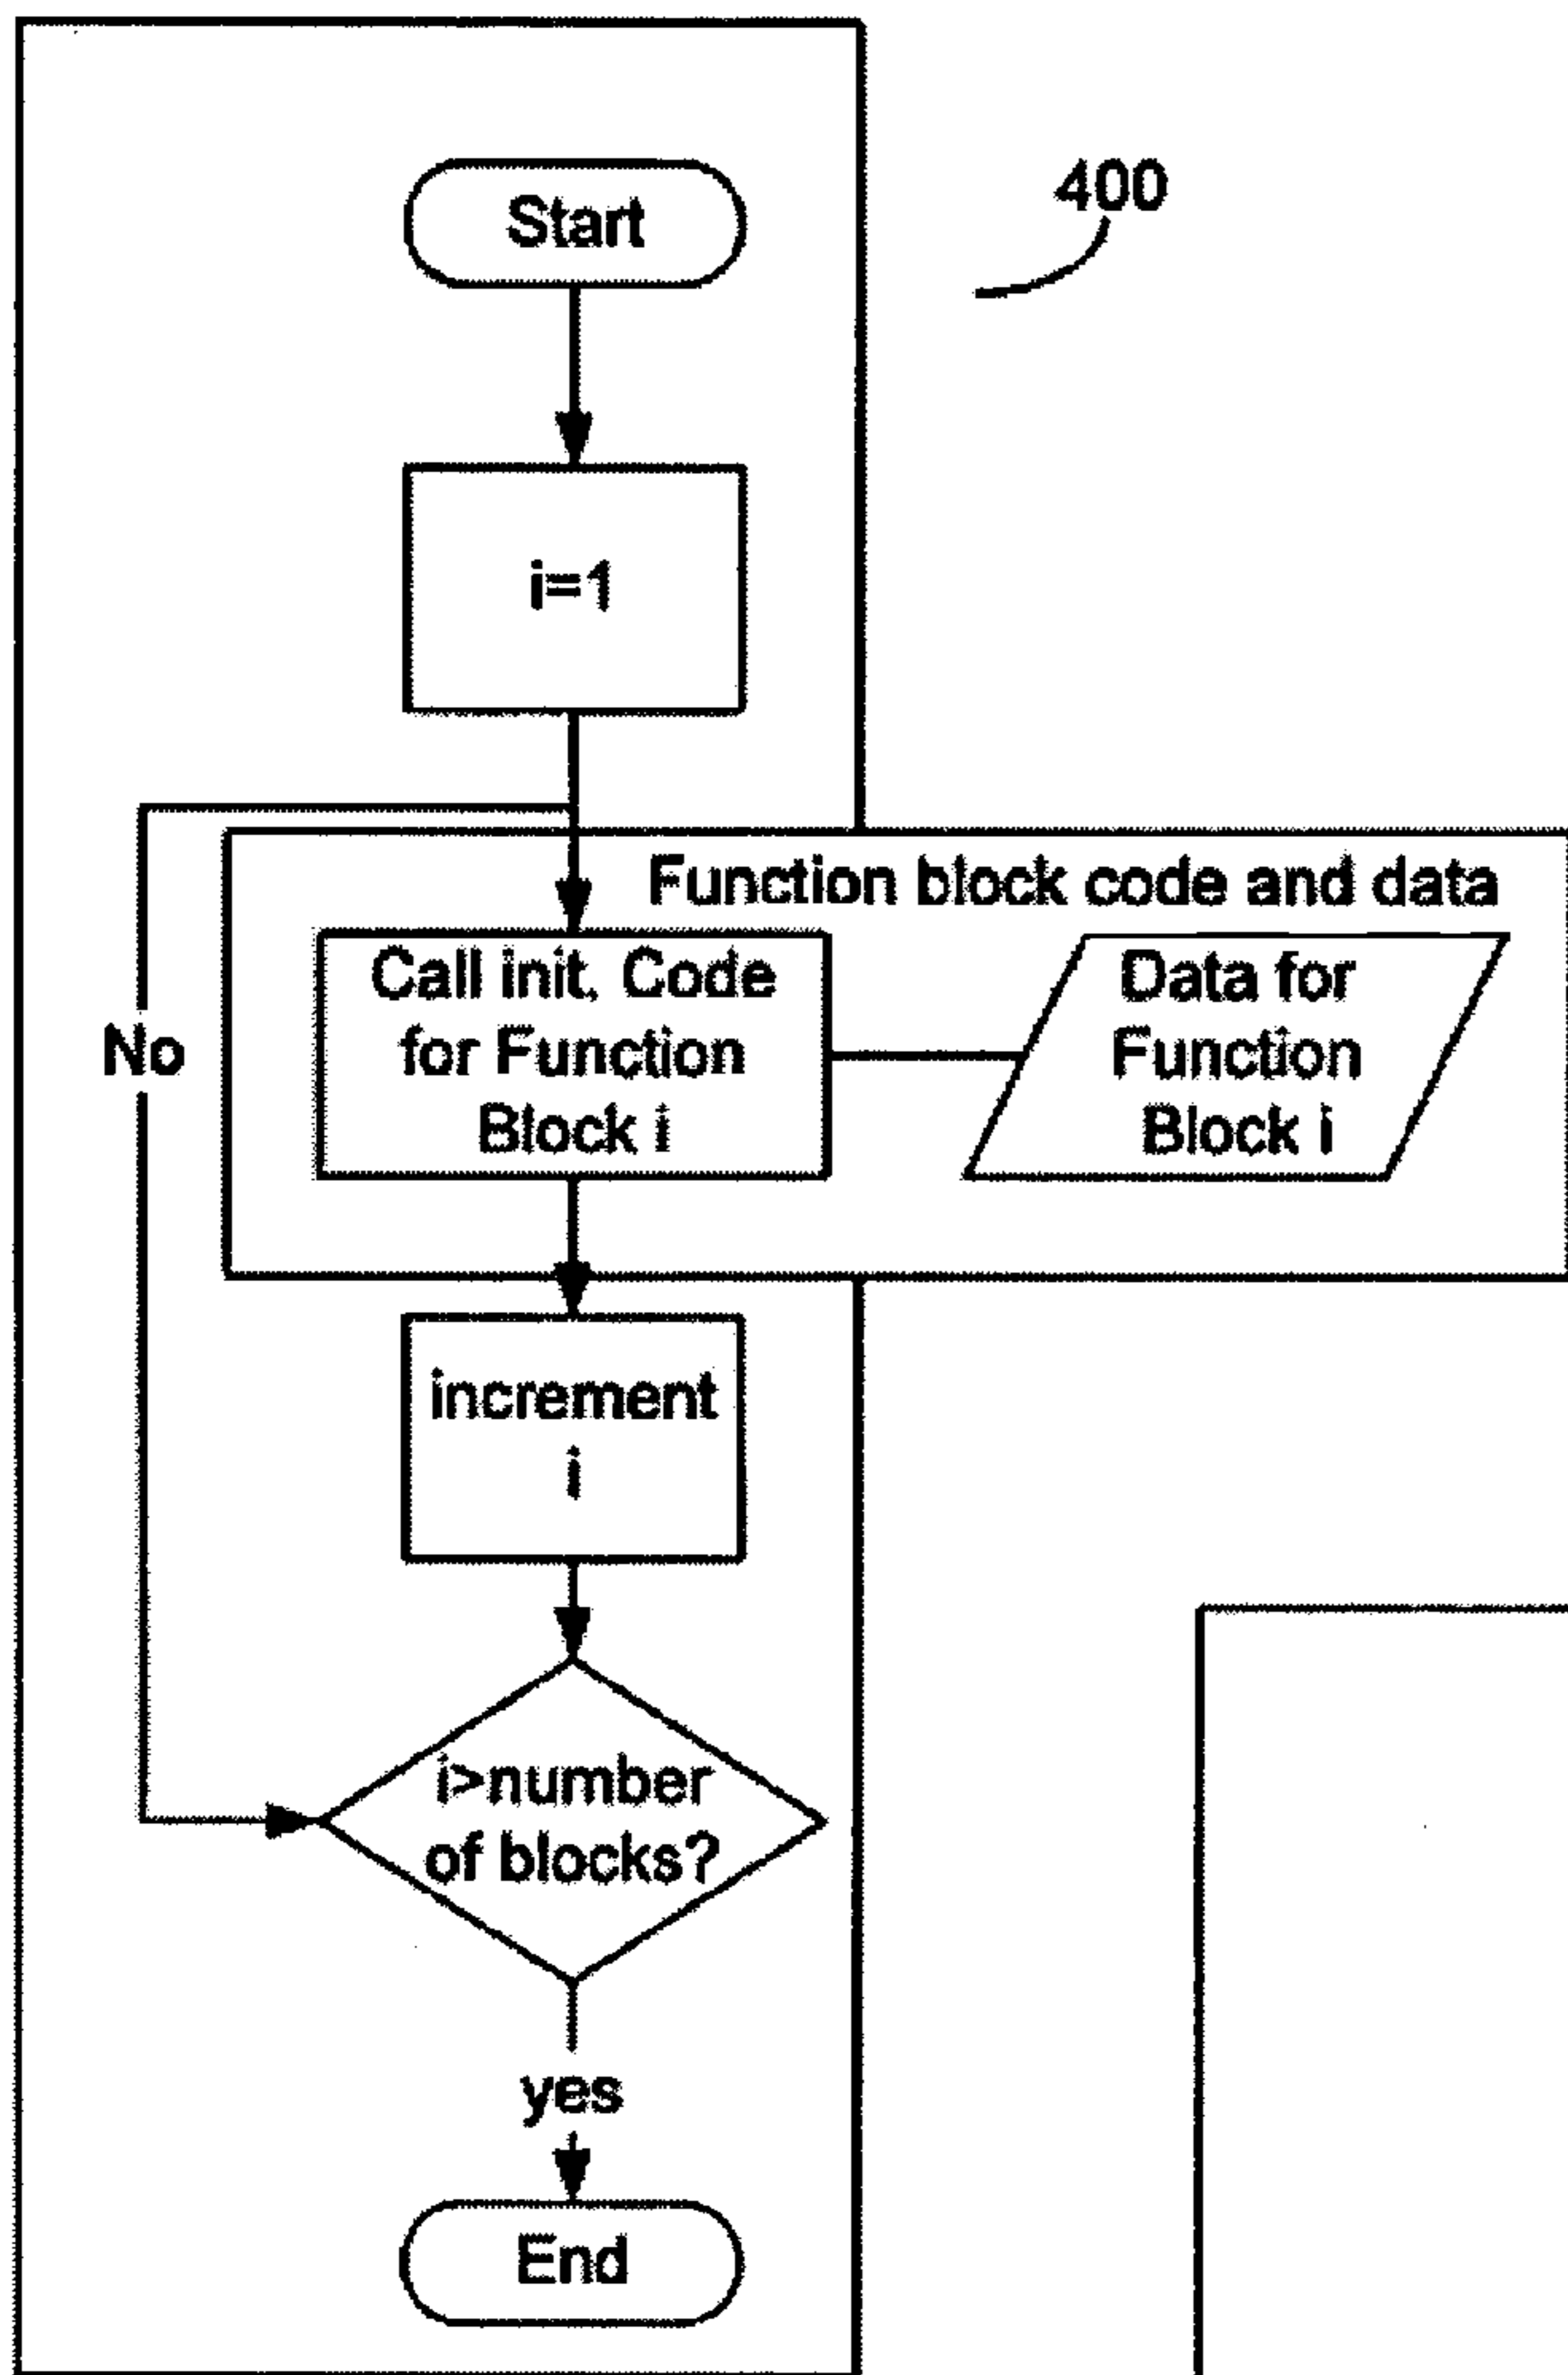 Start
400
i=1
Function block code and data
Call init. Code
for Function
Block i
Data for
Function
Block i
No
increment
i
i>number
of blocks?
yes
End